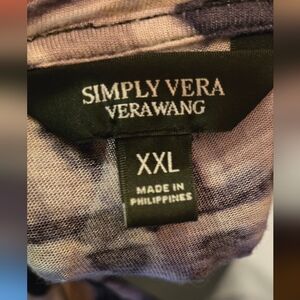 SIMPLY VERA
VERAWANG
XXL
MADE IN
PHILIPPINES